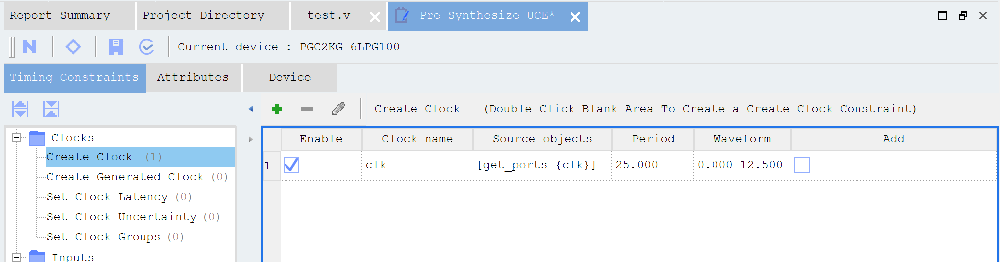 Report Summary Project Directory test.v Pre Synthesize UCE*
Current device : PGC2KG-6LPG100
Timing Constraints Attributes Device
Create Clock - (Double Click Blank Area To Create a Create Clock Constraint)
Clocks
Create Clock (1)
Create Generated Clock (0)
Set Clock Latency (0)
Set Clock Uncertainty (0)
Set Clock Groups (0)
Inputs
Enable Clock name Source objects Period Waveform Add
1 clk [get_ports {clk}] 25.000 0.000 12.500